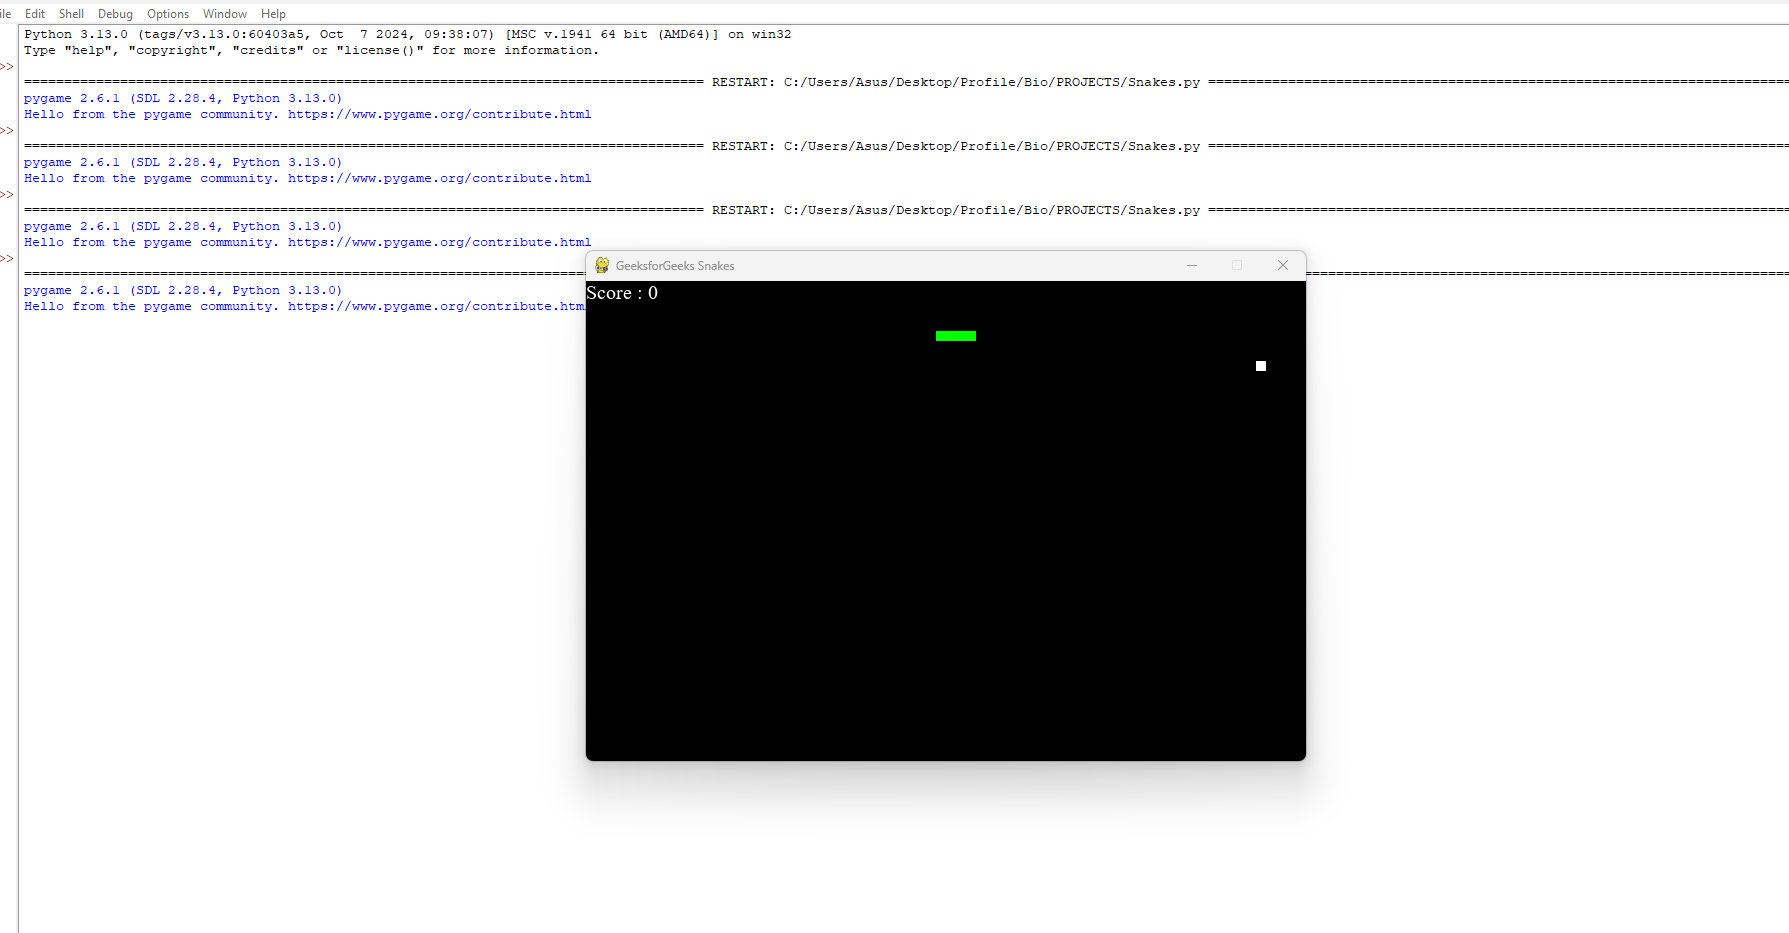 ile Edit Shell Debug Options Window Help
Python 3.13.0 (tags/v3.13.0:60403a5, Oct  7 2024, 09:38:07) [MSC v.1941 64 bit (AMD64)] on win32
Type "help", "copyright", "credits" or "license()" for more information.
>>
======================= RESTART: C:/Users/Asus/Desktop/Profile/Bio/PROJECTS/Snakes.py =======================
pygame 2.6.1 (SDL 2.28.4, Python 3.13.0)
Hello from the pygame community. https://www.pygame.org/contribute.html
>>
======================= RESTART: C:/Users/Asus/Desktop/Profile/Bio/PROJECTS/Snakes.py =======================
pygame 2.6.1 (SDL 2.28.4, Python 3.13.0)
Hello from the pygame community. https://www.pygame.org/contribute.html
>>
======================= RESTART: C:/Users/Asus/Desktop/Profile/Bio/PROJECTS/Snakes.py =======================
pygame 2.6.1 (SDL 2.28.4, Python 3.13.0)
Hello from the pygame community. https://www.pygame.org/contribute.html
>>
=======================
pygame 2.6.1 (SDL 2.28.4, Python 3.13.0)
Hello from the pygame community. https://www.pygame.org/contribute.htm
GeeksforGeeks Snakes
Score : 0